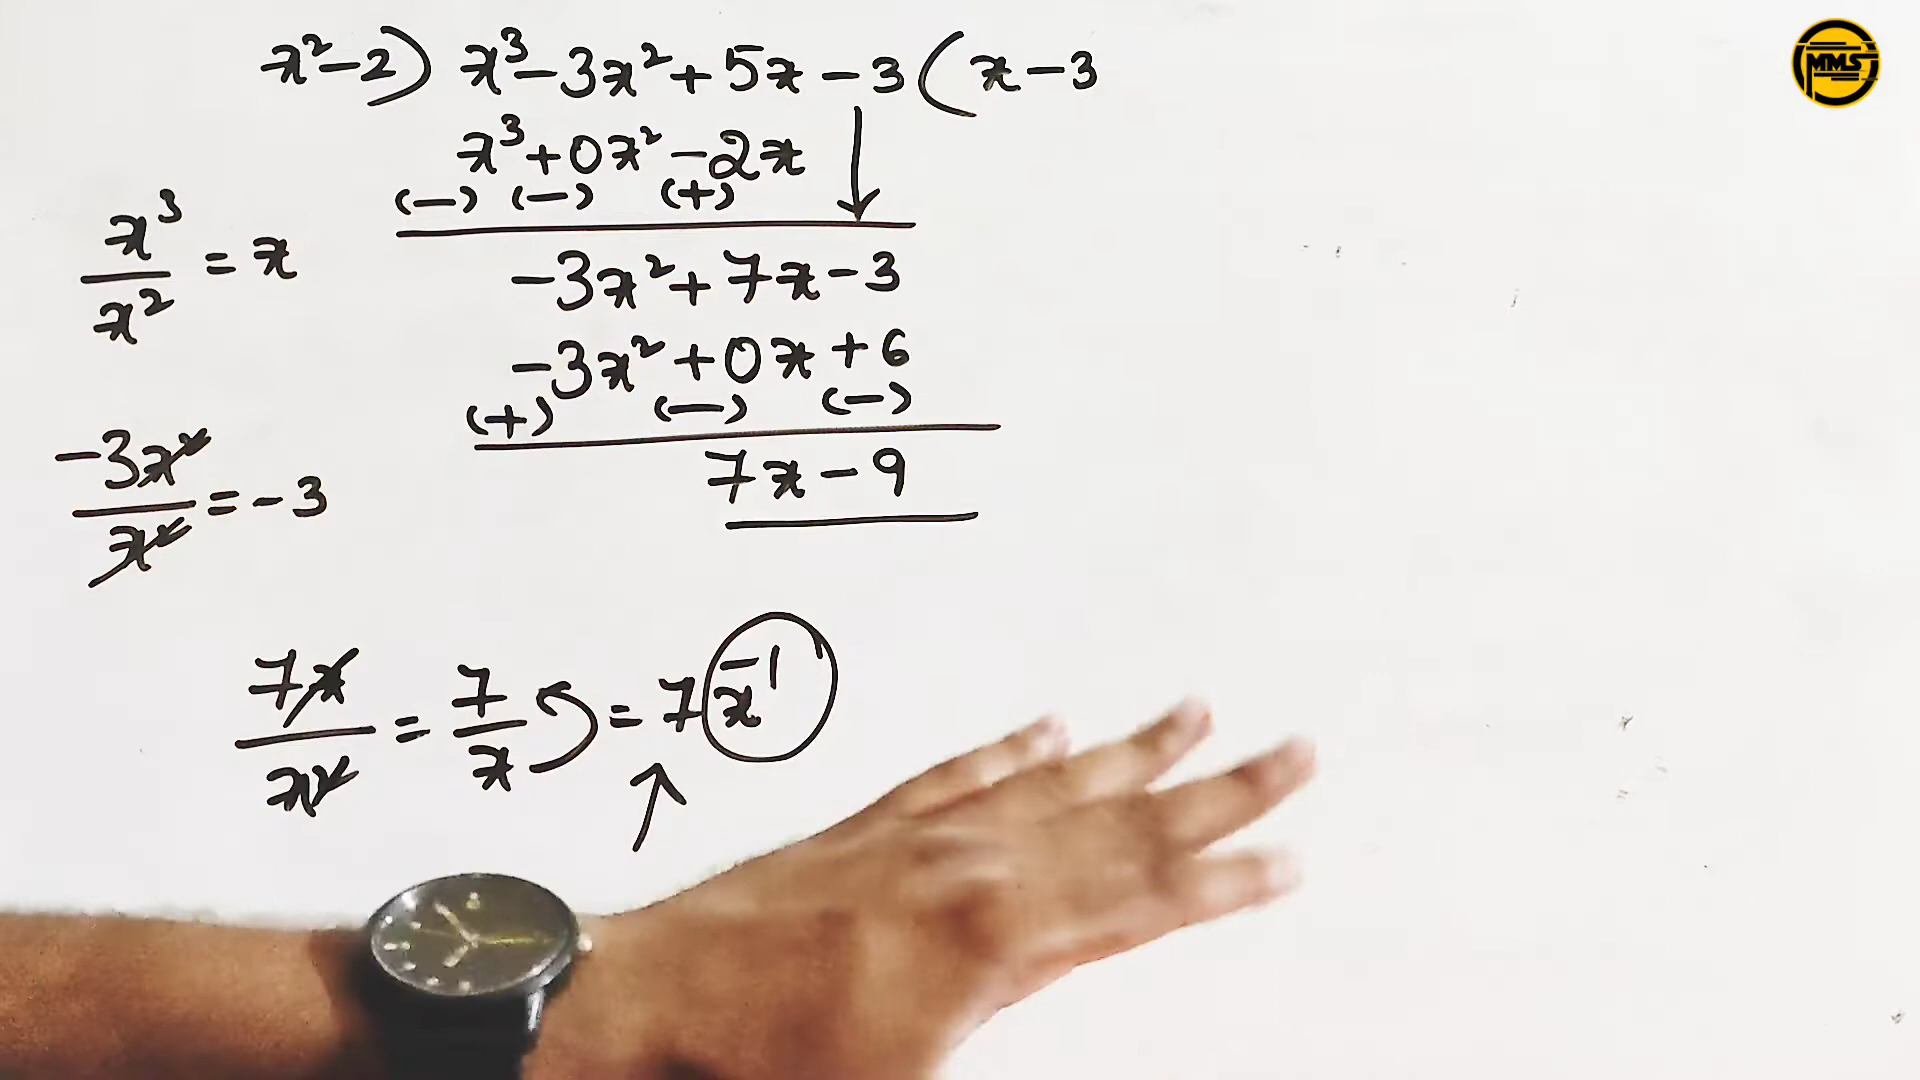 x²-2) x³-3x²+5x-3 (x-3
x³+0x²-2x
(-) (-) (+)
-3x²+7x-3
-3x²+0x+6
(+) (-) (-)
7x-9
x³/x² = x
-3x²/x² = -3
7x/x² = 7/x = 7x⁻¹
MMS